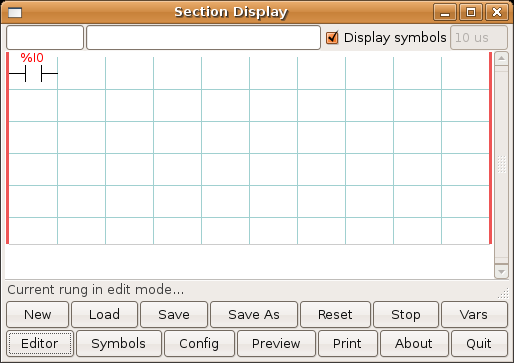 Section Display
Display symbols 10 us
%I0
Current rung in edit mode...
New Load Save Save As Reset Stop Vars
Editor Symbols Config Preview Print About Quit